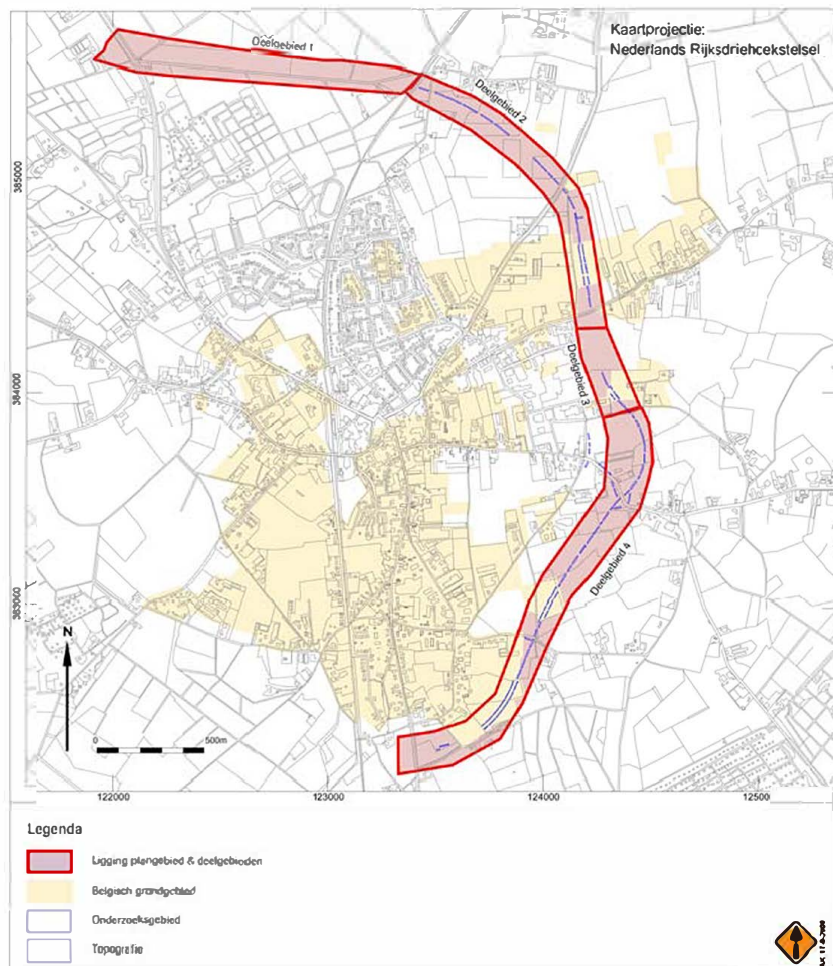 Kaartprojectie:
Nederlands Rijksdriehoekstelsel
Deelgebied 1
Deelgebied 2
385000
Deelgebied 3
384000
Deelgebied 4
383000
N
0 500m
122000 123000 124000 12500
Legenda
Ligging plangebied & deelgebieden
Belgisch grondgebied
Onderzoeksgebied
Topografie